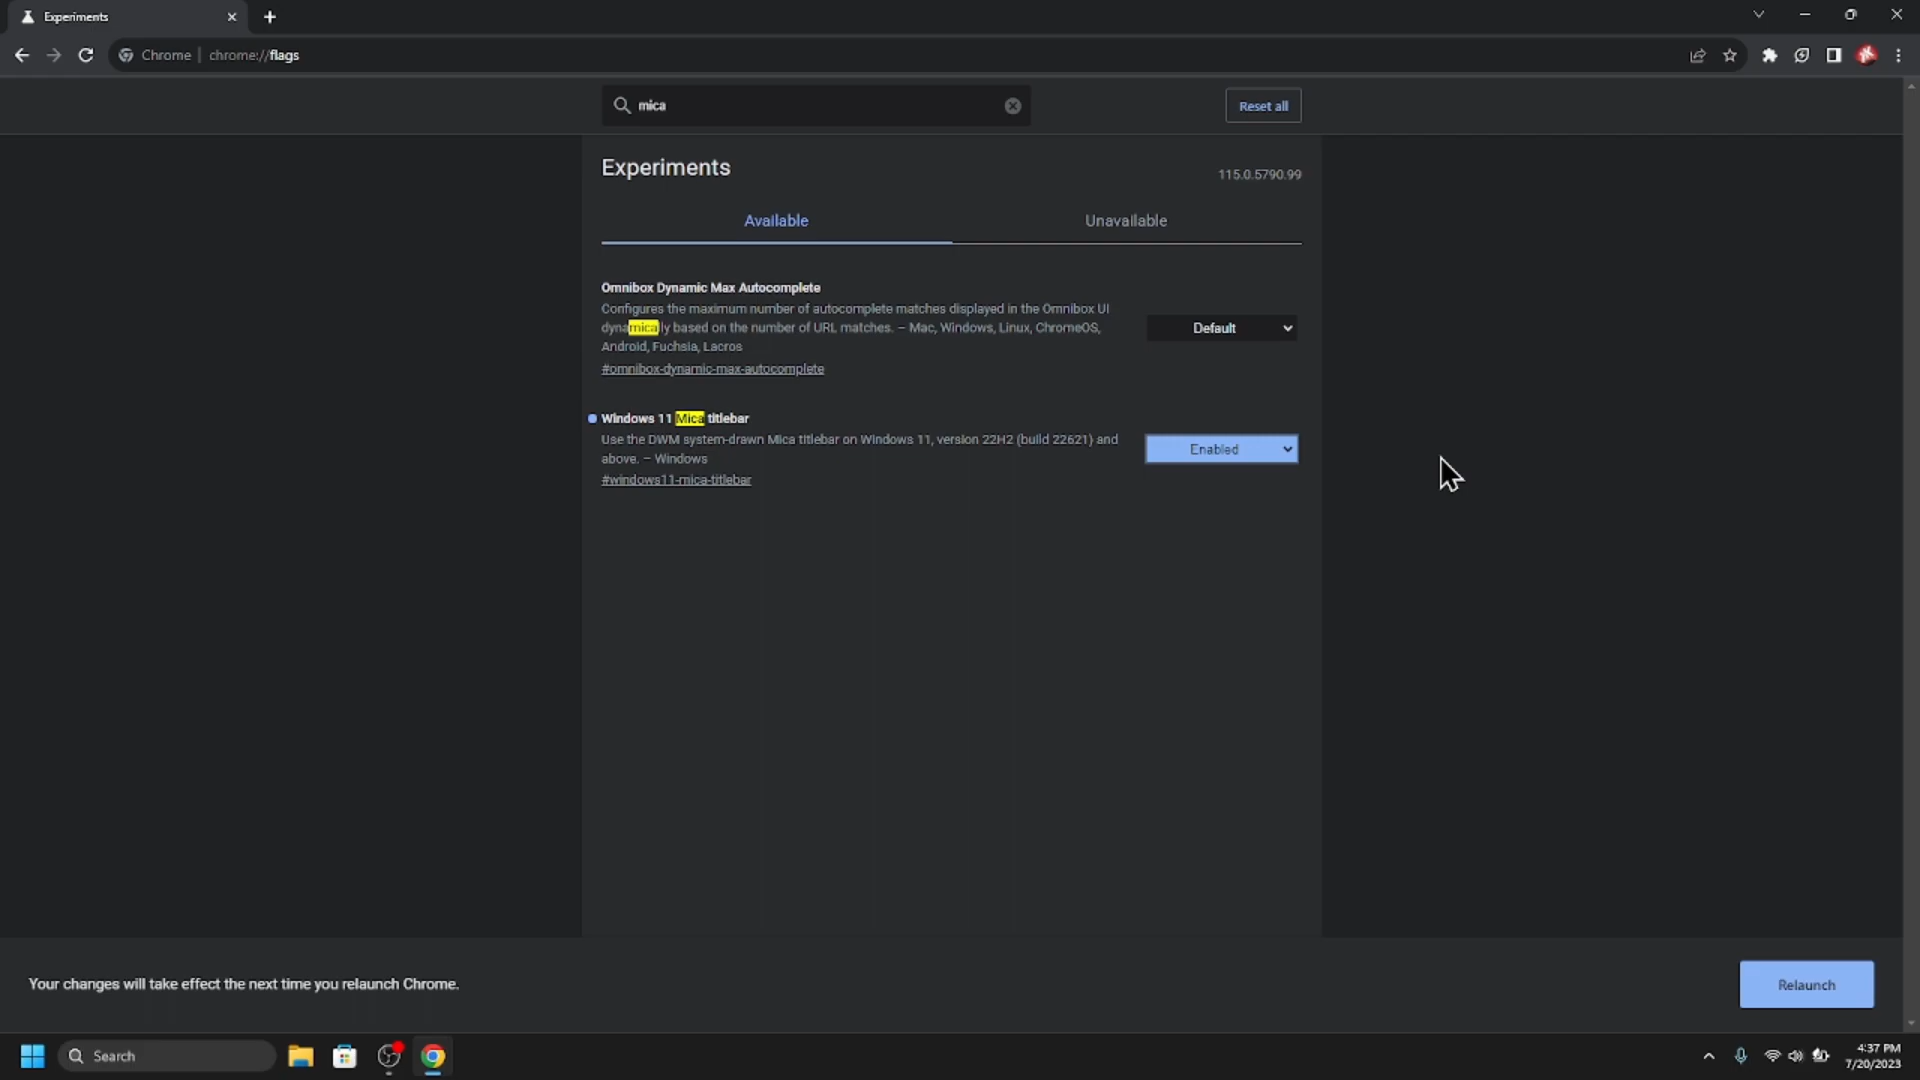 Experiments
Chrome | chrome://flags
mica
Reset all
Experiments
115.0.5790.99
Available
Unavailable
Omnibox Dynamic Max Autocomplete
Configures the maximum number of autocomplete matches displayed in the Omnibox UI
dynamically based on the number of URL matches. – Mac, Windows, Linux, ChromeOS,
Android, Fuchsia, Lacros
#omnibox-dynamic-max-autocomplete
Default
Windows 11 Mica titlebar
Use the DWM system-drawn Mica titlebar on Windows 11, version 22H2 (build 22621) and
above. – Windows
#windows11-mica-titlebar
Enabled
Your changes will take effect the next time you relaunch Chrome.
Relaunch
Search
4:37 PM
7/20/2023